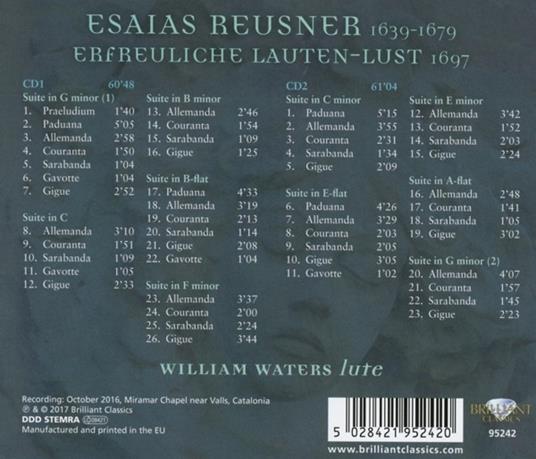 ESAIAS REUSNER 1639-1679
ERFREULICHE LAUTEN-LUST 1697
CD1 60'48
Suite in G minor (1)
1. Praeludium 1'40
2. Paduana 5'05
3. Allemanda 2'58
4. Couranta 1'50
5. Sarabanda 1'04
6. Gavotte 1'04
7. Gigue 2'52
Suite in C
8. Allemanda 3'10
9. Couranta 1'51
10. Sarabanda 1'09
11. Gavotte 1'05
12. Gigue 2'33
Suite in B minor
13. Allemanda 2'46
14. Couranta 1'54
15. Sarabanda 1'09
16. Gigue 1'25
Suite in B-flat
17. Paduana 4'33
18. Allemanda 3'19
19. Couranta 2'13
20. Sarabanda 1'14
21. Gigue 2'08
22. Gavotte 1'04
Suite in F minor
23. Allemanda 3'37
24. Couranta 2'00
25. Sarabanda 2'24
26. Gigue 3'44
CD2 61'04
Suite in C minor
1. Paduana 5'15
2. Allemanda 3'55
3. Couranta 2'31
4. Sarabanda 1'34
5. Gigue 2'09
Suite in E-flat
6. Paduana 4'26
7. Allemanda 3'29
8. Couranta 2'03
9. Sarabanda 2'05
10. Gigue 3'05
11. Gavotte 1'02
Suite in E minor
12. Allemanda 3'42
13. Couranta 1'52
14. Sarabanda 2'03
15. Gigue 2'24
Suite in A-flat
16. Allemanda 2'48
17. Couranta 1'41
18. Sarabanda 1'05
19. Gigue 3'02
Suite in G minor (2)
20. Allemanda 4'07
21. Couranta 1'57
22. Sarabanda 1'45
23. Gigue 2'23
WILLIAM WATERS lute
Recording: October 2016, Miramar Chapel near Valls, Catalonia
℗ & © 2017 Brilliant Classics
DDD STEMRA 08421
Manufactured and printed in the EU
5 028421 952420
www.brilliantclassics.com
BRILLIANT
CLASSICS
95242